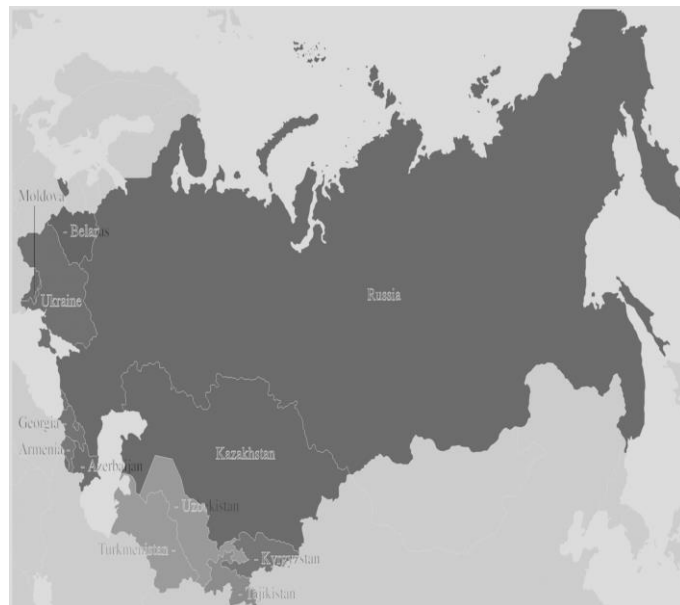 Moldova
- Belarus
Ukraine
Russia
Georgia -
Armenia -
- Azerbaijan
Kazakhstan
- Uzbekistan
Turkmenistan -
- Kyrgyzstan
- Tajikistan